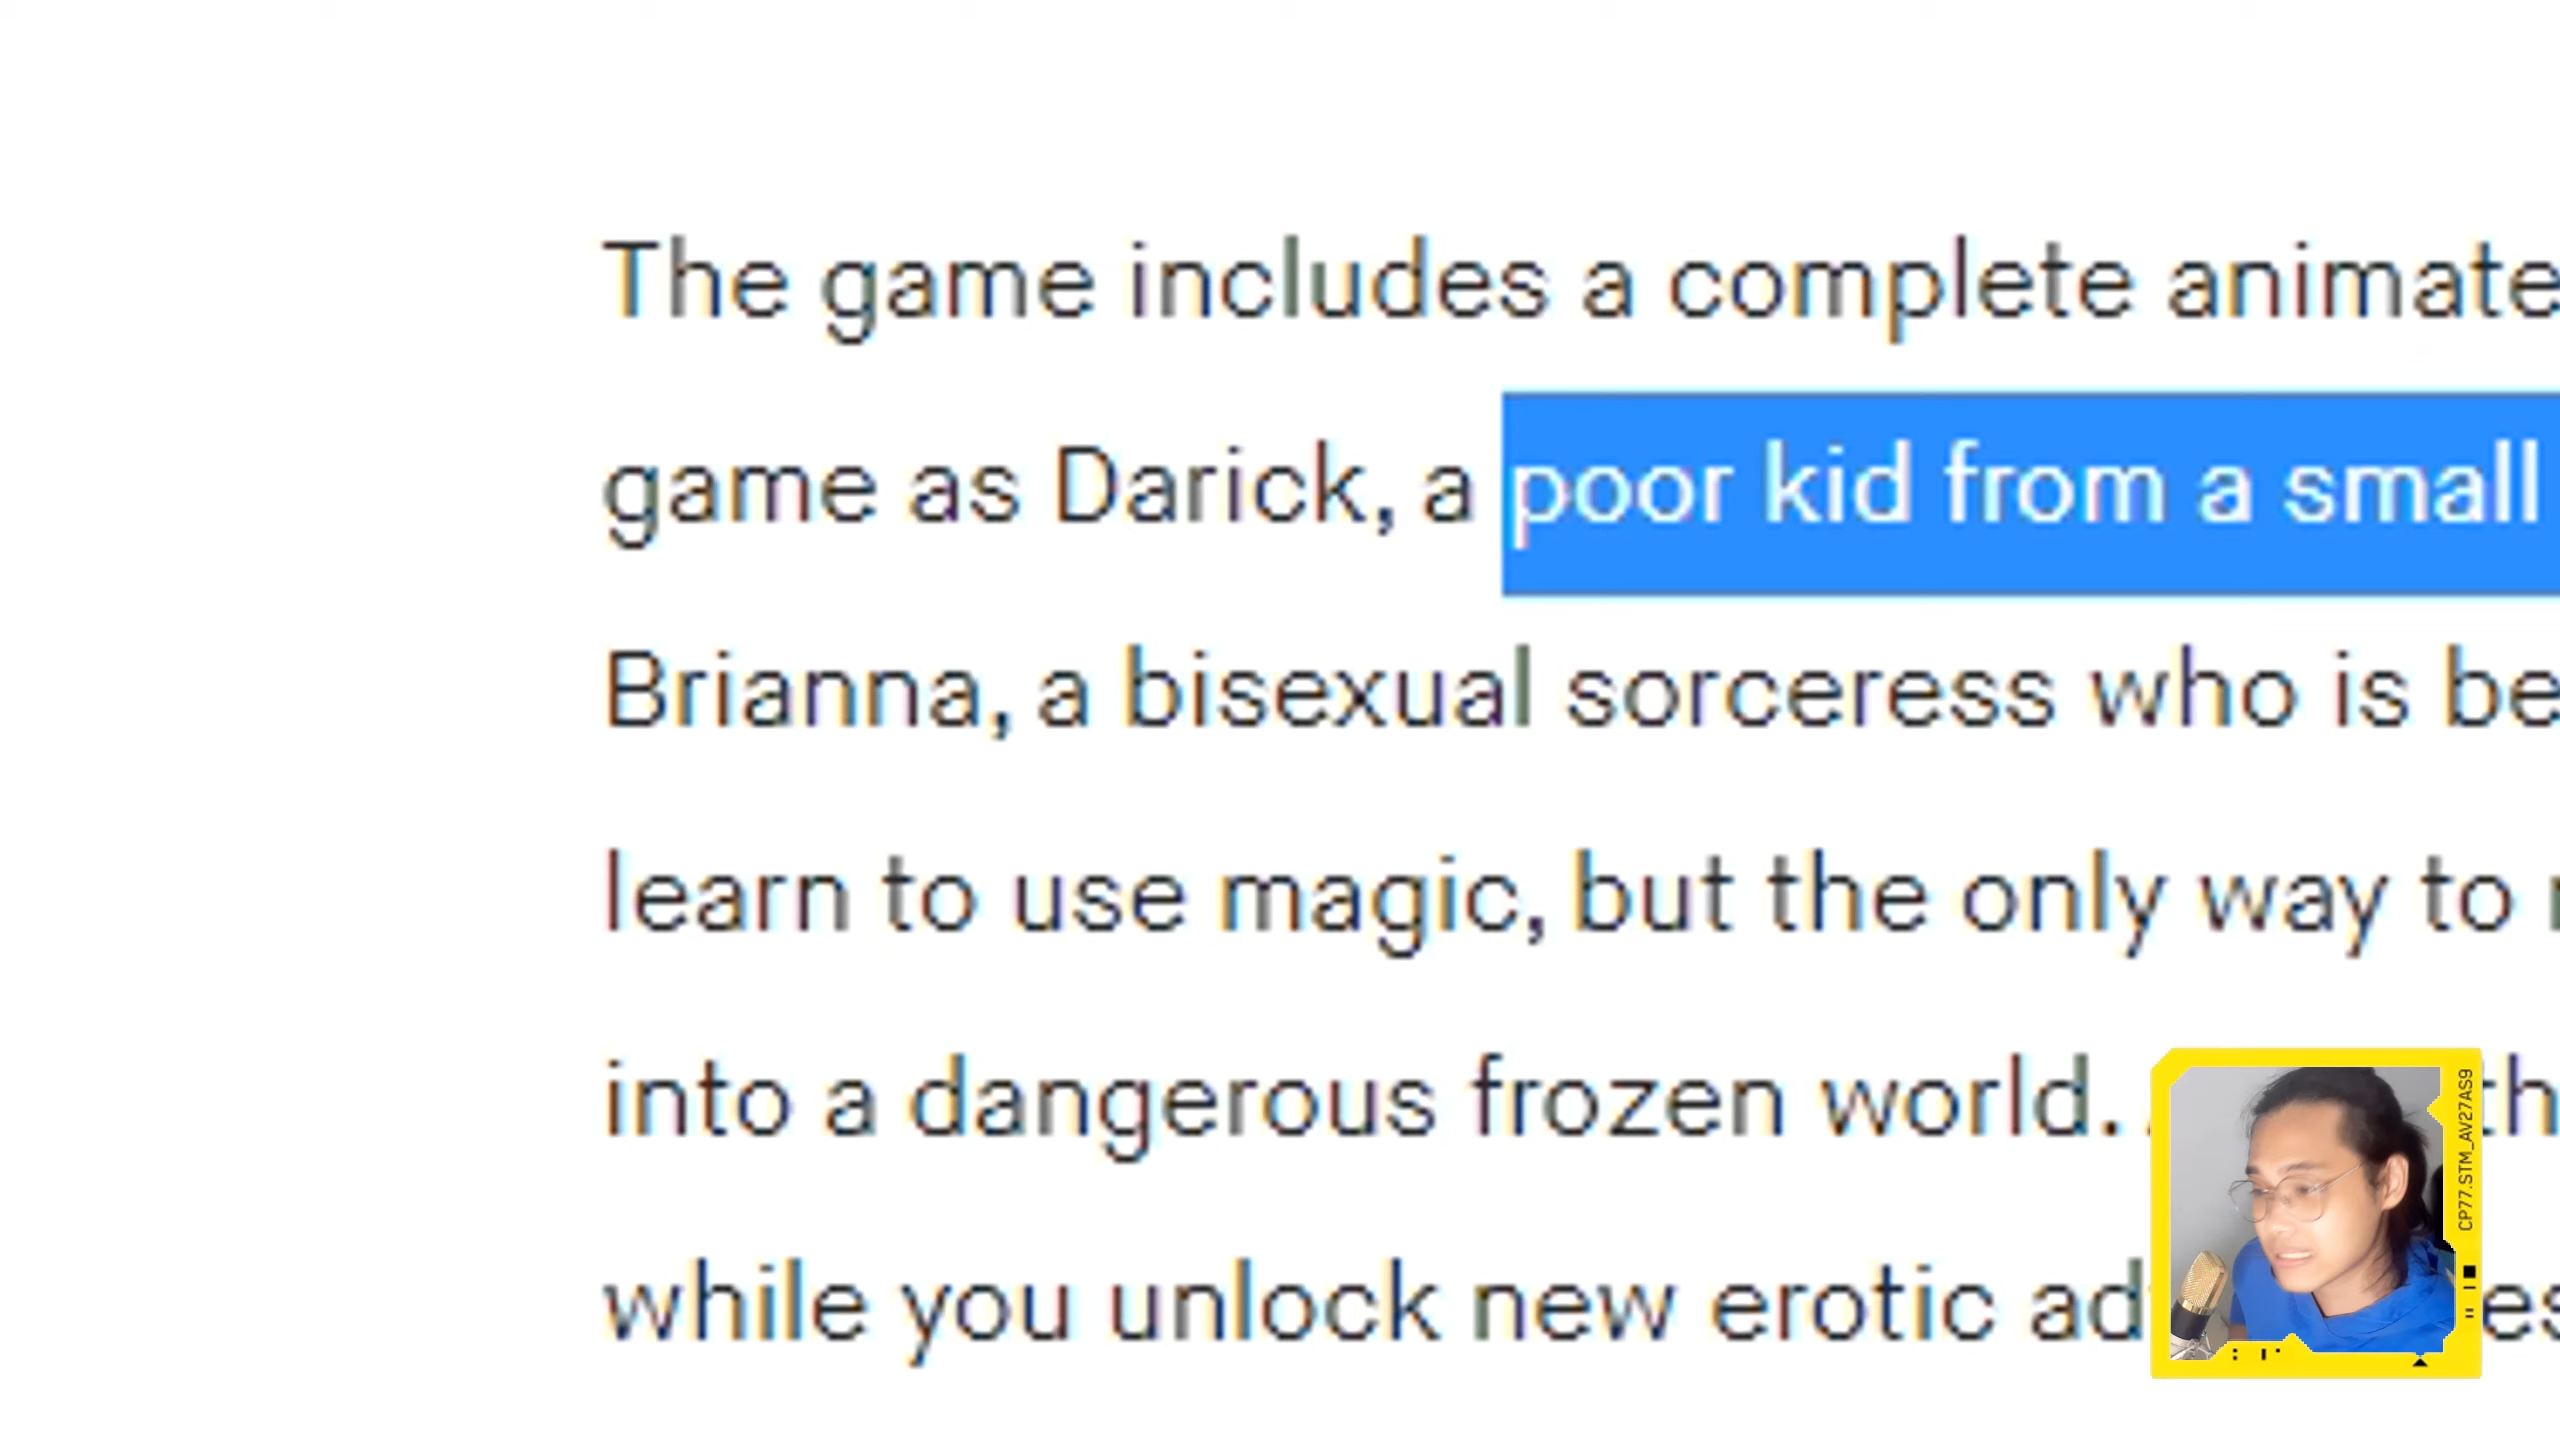 The game includes a complete animate
game as Darick, a poor kid from a small
Brianna, a bisexual sorceress who is be
learn to use magic, but the only way to
into a dangerous frozen world. th
while you unlock new erotic ad es
CP77.STM_AV27AS9